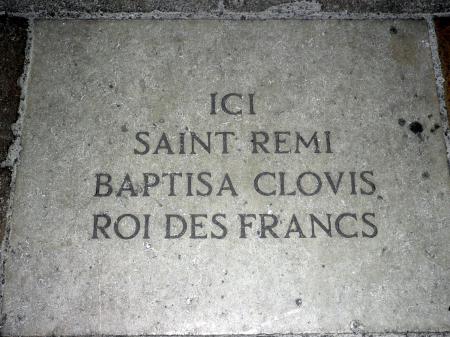 ICI
SAINT REMI
BAPTISA CLOVIS
ROI DES FRANCS